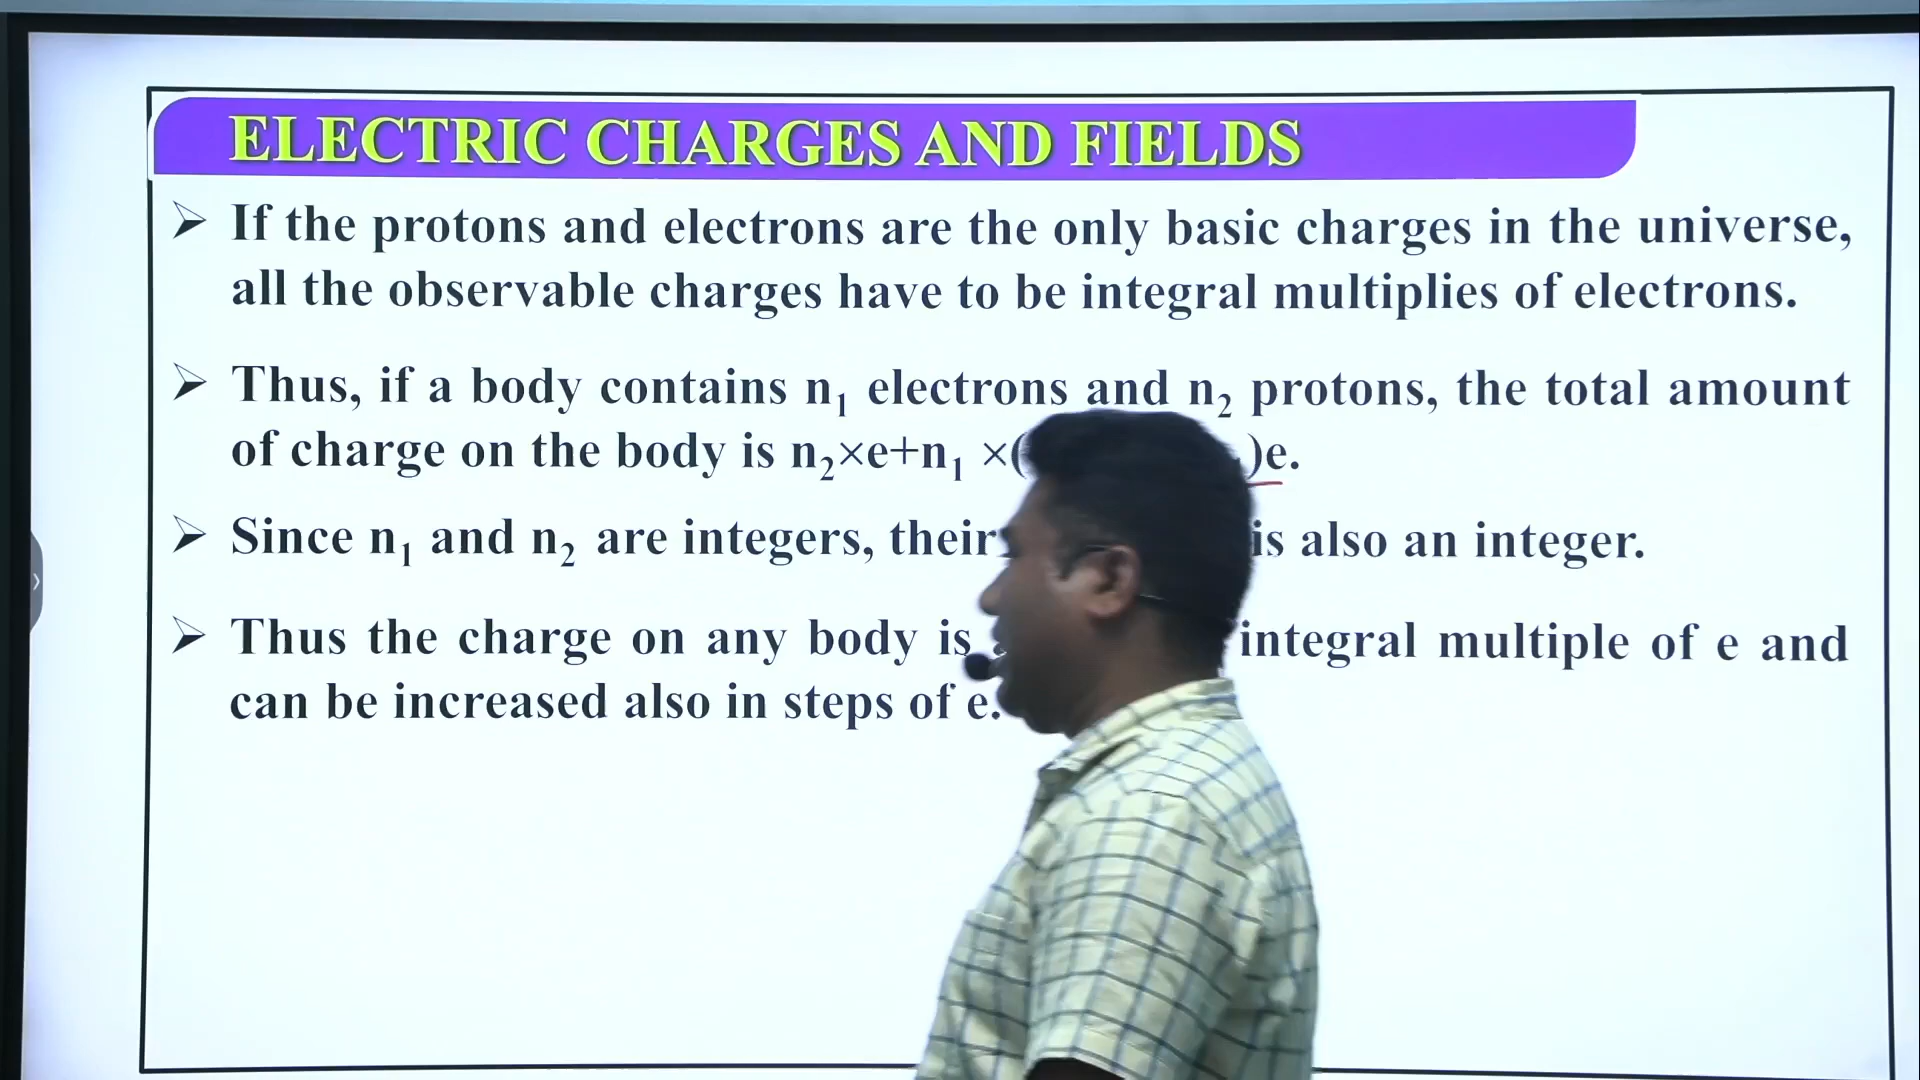 ELECTRIC CHARGES AND FIELDS
If the protons and electrons are the only basic charges in the universe,
all the observable charges have to be integral multiplies of electrons.
Thus, if a body contains n₁ electrons and n₂ protons, the total amount
of charge on the body is n₂×e+n₁ ×( )e.
Since n₁ and n₂ are integers, their is also an integer.
Thus the charge on any body is integral multiple of e and
can be increased also in steps of e.